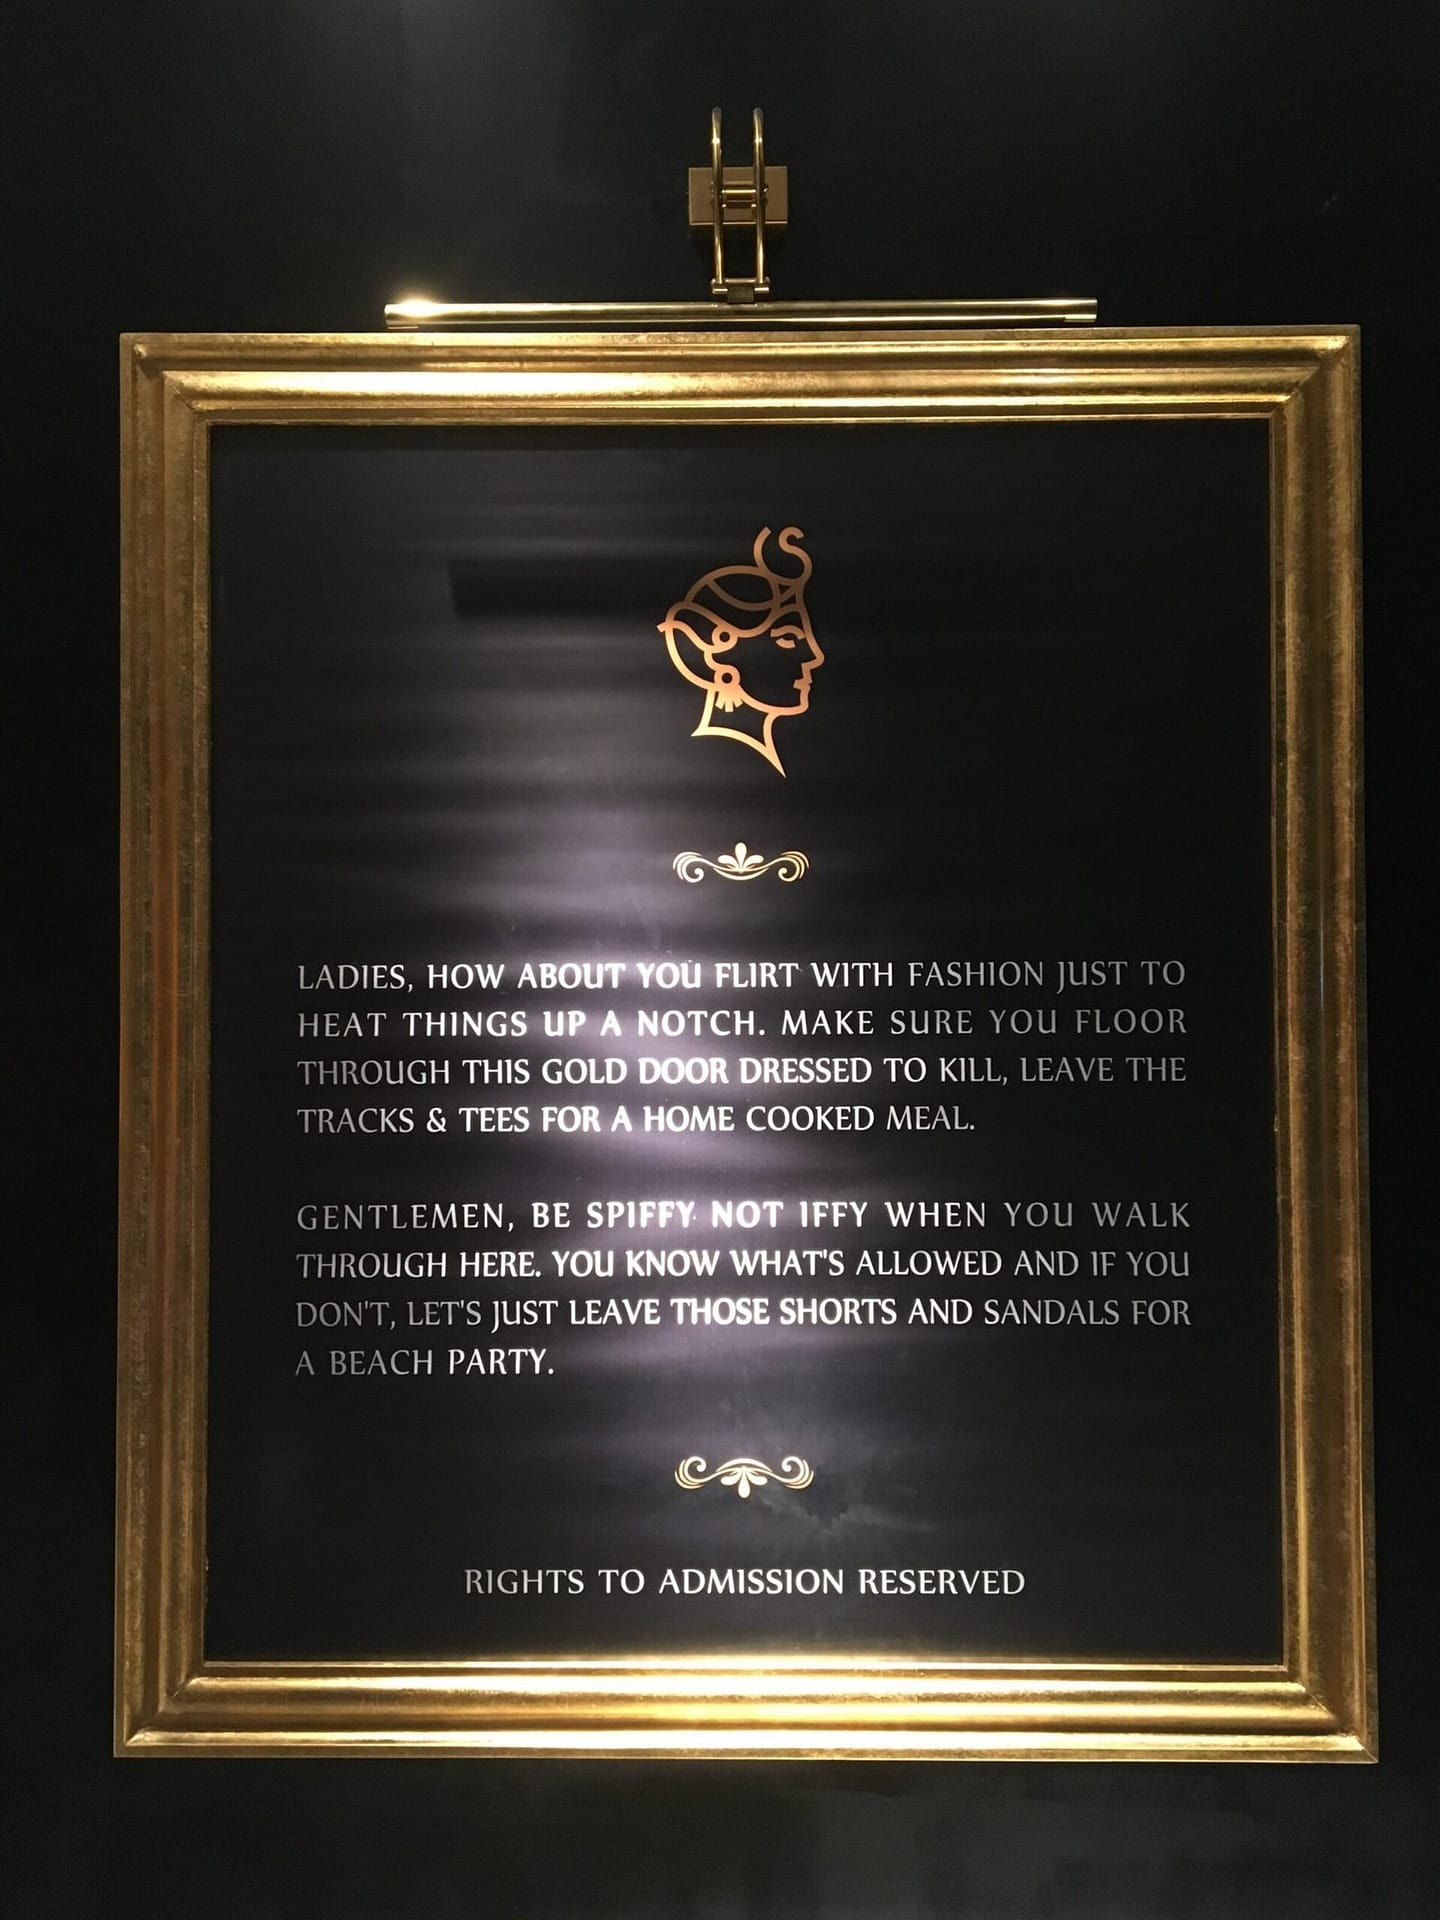 LADIES, HOW ABOUT YOU FLIRT WITH FASHION JUST TO
HEAT THINGS UP A NOTCH. MAKE SURE YOU FLOOR
THROUGH THIS GOLD DOOR DRESSED TO KILL, LEAVE THE
TRACKS & TEES FOR A HOME COOKED MEAL.
GENTLEMEN, BE SPIFFY NOT IFFY WHEN YOU WALK
THROUGH HERE. YOU KNOW WHAT'S ALLOWED AND IF YOU
DON'T, LET'S JUST LEAVE THOSE SHORTS AND SANDALS FOR
A BEACH PARTY.
RIGHTS TO ADMISSION RESERVED